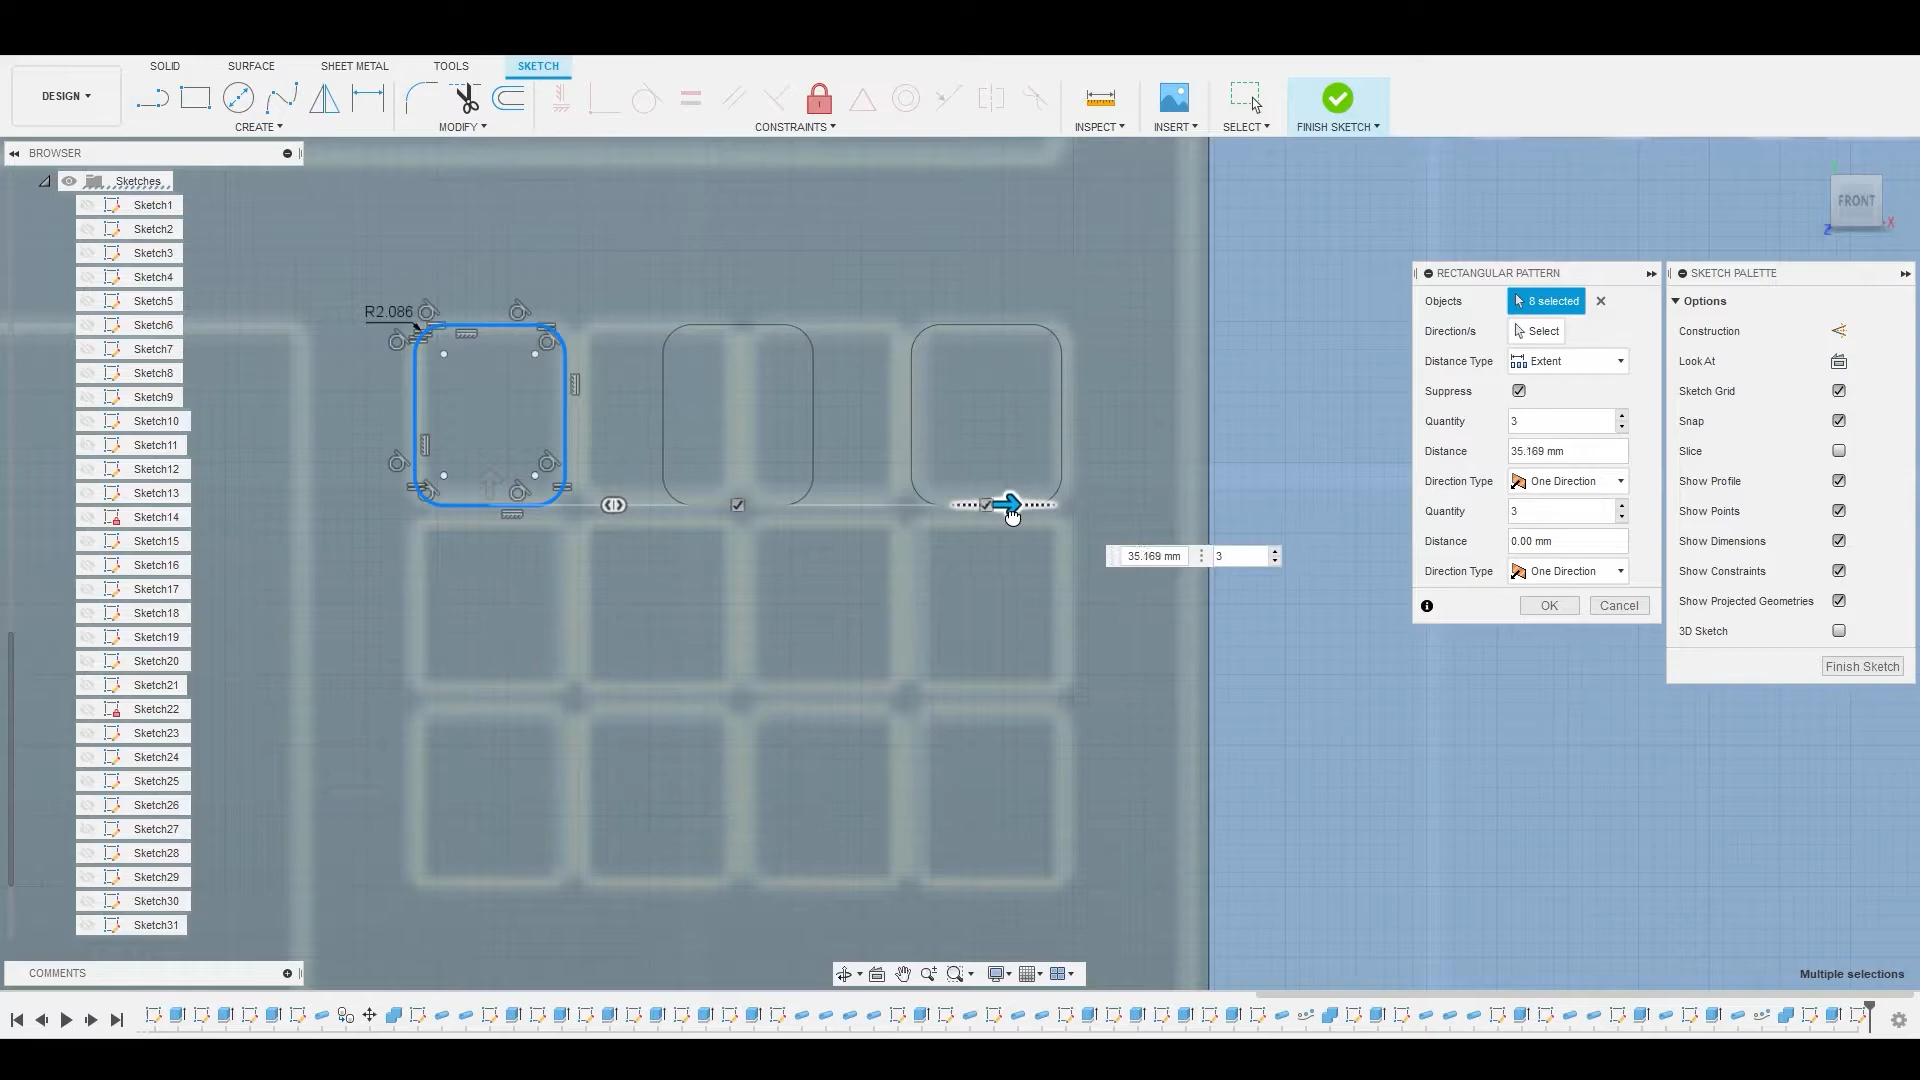 SOLID SURFACE SHEET METAL TOOLS SKETCH
DESIGN
CREATE MODIFY CONSTRAINTS INSPECT INSERT SELECT FINISH SKETCH
BROWSER
Sketches
Sketch1
Sketch2
Sketch3
Sketch4
Sketch5
Sketch6
Sketch7
Sketch8
Sketch9
Sketch10
Sketch11
Sketch12
Sketch13
Sketch14
Sketch15
Sketch16
Sketch17
Sketch18
Sketch19
Sketch20
Sketch21
Sketch22
Sketch23
Sketch24
Sketch25
Sketch26
Sketch27
Sketch28
Sketch29
Sketch30
Sketch31
COMMENTS
R2.086
35.169 mm 3
FRONT
X
Z
RECTANGULAR PATTERN
Objects 8 selected
Direction/s Select
Distance Type Extent
Suppress
Quantity 3
Distance 35.169 mm
Direction Type One Direction
Quantity 3
Distance 0.00 mm
Direction Type One Direction
OK Cancel
SKETCH PALETTE
Options
Construction
Look At
Sketch Grid
Snap
Slice
Show Profile
Show Points
Show Dimensions
Show Constraints
Show Projected Geometries
3D Sketch
Finish Sketch
Multiple selections